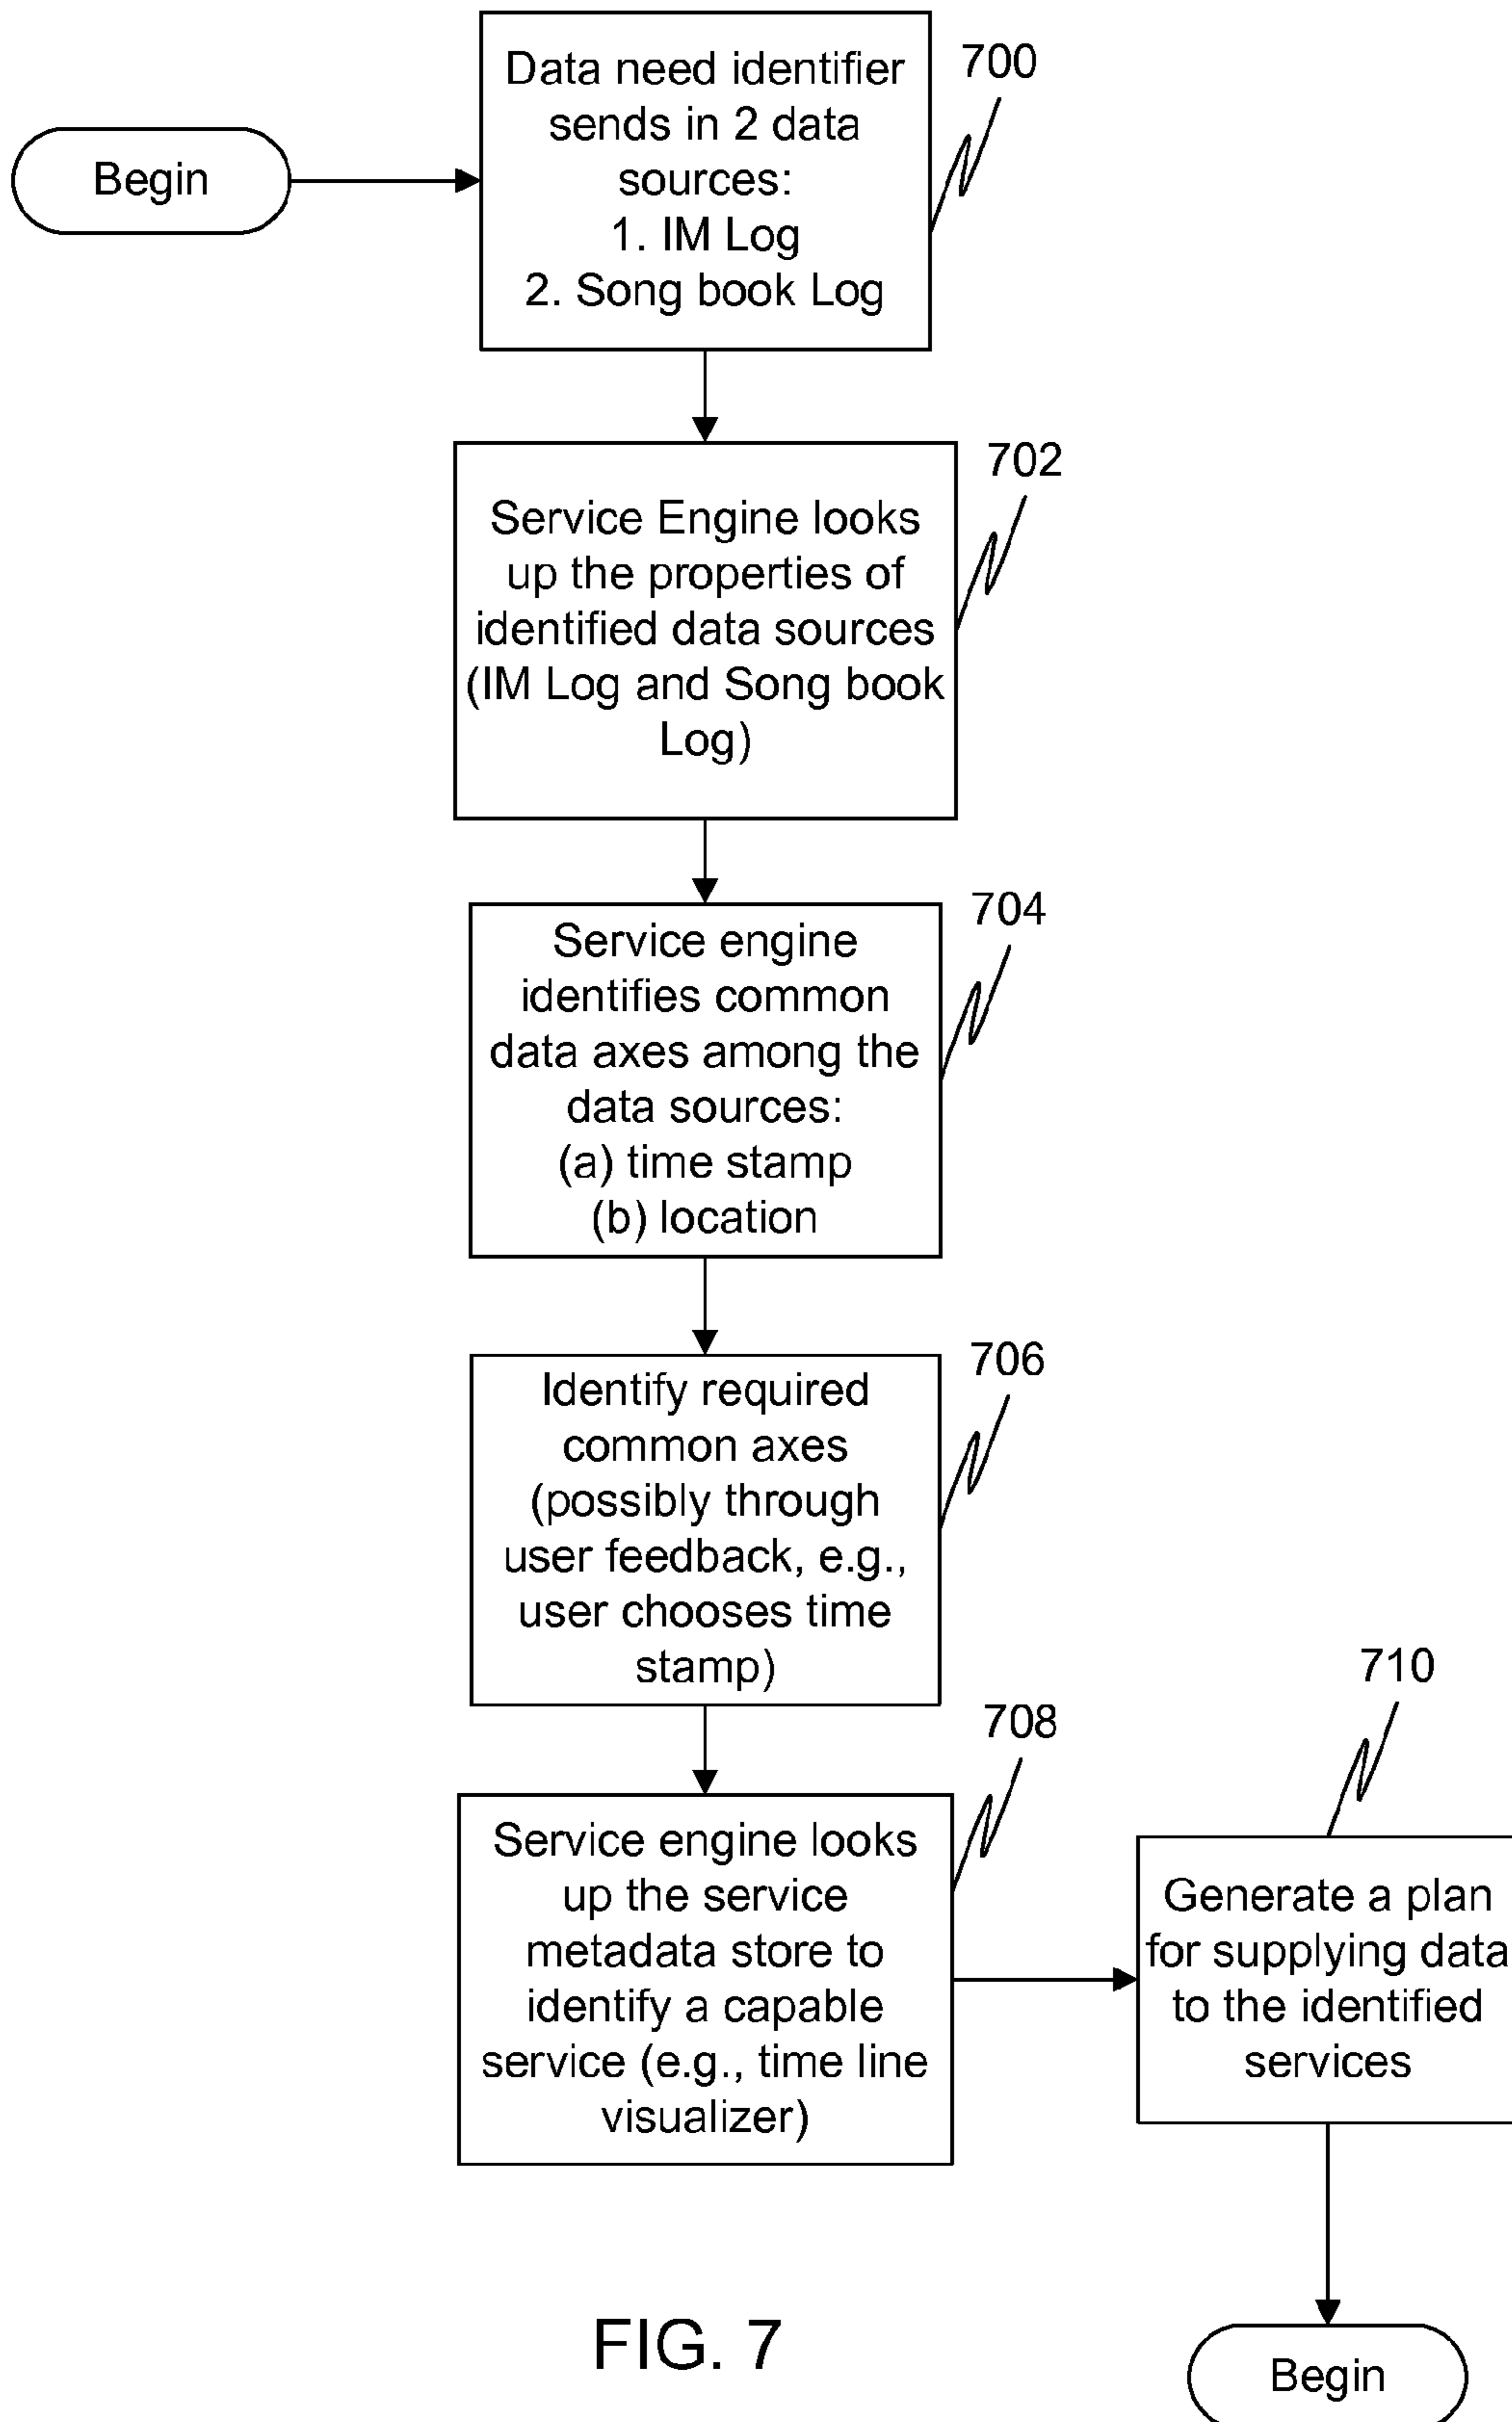 Begin
Data need identifier
sends in 2 data
sources:
1. IM Log
2. Song book Log
700
Service Engine looks
up the properties of
identified data sources
(IM Log and Song book
Log)
702
Service engine
identifies common
data axes among the
data sources:
(a) time stamp
(b) location
704
Identify required
common axes
(possibly through
user feedback, e.g.,
user chooses time
stamp)
706
Service engine looks
up the service
metadata store to
identify a capable
service (e.g., time line
visualizer)
708
Generate a plan
for supplying data
to the identified
services
710
Begin
FIG. 7